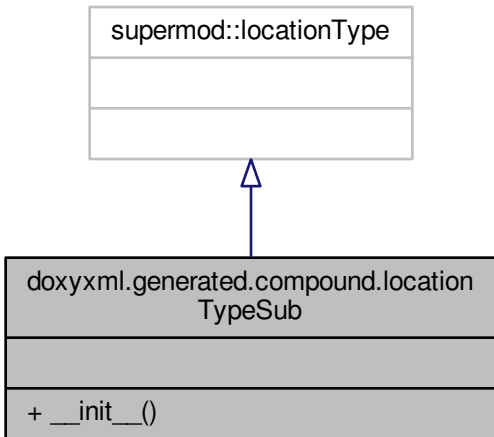 supermod::locationType
doxyxml.generated.compound.location
TypeSub
+ __init__()